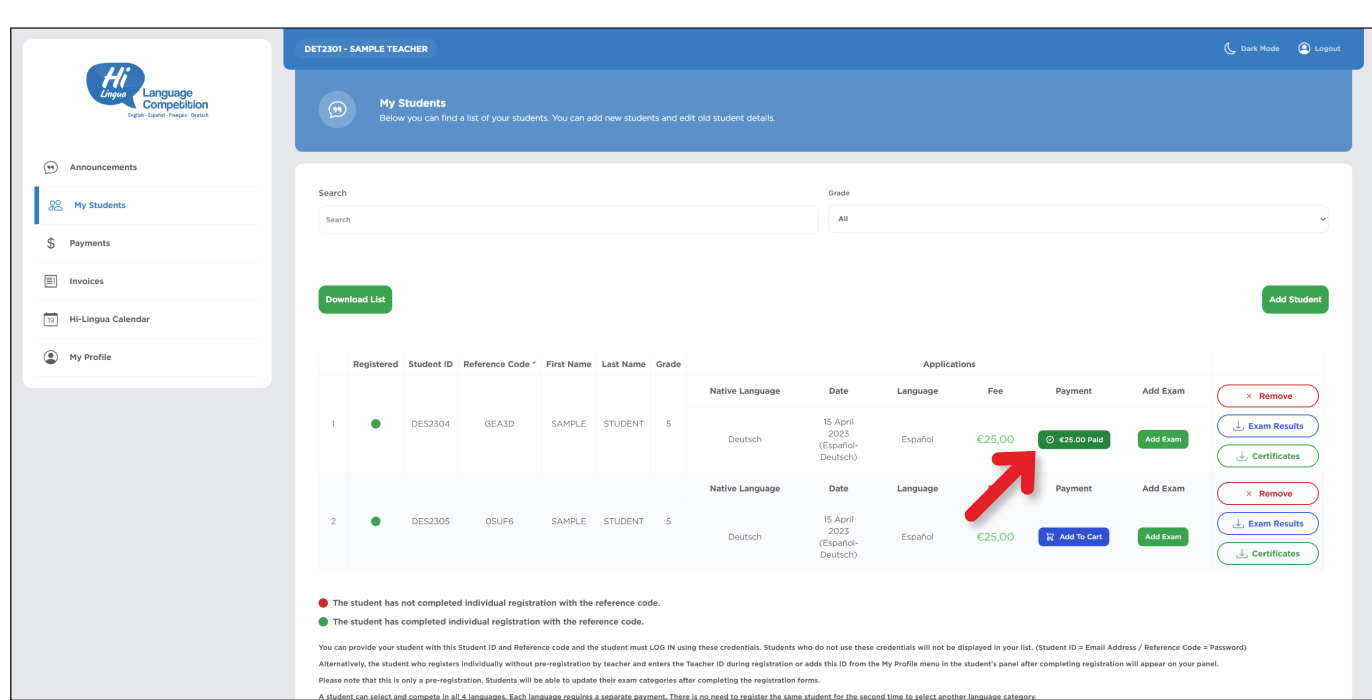 Hi
Lingua
Language
Competition
English - Español - Français - Deutsch
DET2301 - SAMPLE TEACHER
Dark Mode
Logout
My Students
Below you can find a list of your students. You can add new students and edit old student details.
Announcements
My Students
$ Payments
Invoices
19 Hi-Lingua Calendar
My Profile
Search
Grade
Search
All
Download List
Add Student
Registered Student ID Reference Code * First Name Last Name Grade Applications
Native Language Date Language Fee Payment Add Exam
× Remove
1 DES2304 GEA3D SAMPLE STUDENT 5
Deutsch
15 April
2023
(Español-
Deutsch)
Español €25,00 €25.00 Paid Add Exam
Exam Results
Certificates
Native Language Date Language Payment Add Exam
× Remove
2 DES2305 0SUF6 SAMPLE STUDENT 5
Deutsch
15 April
2023
(Español-
Deutsch)
Español €25,00 Add To Cart Add Exam
Exam Results
Certificates
The student has not completed individual registration with the reference code.
The student has completed individual registration with the reference code.
You can provide your student with this Student ID and Reference code and the student must LOG IN using these credentials. Students who do not use these credentials will not be displayed in your list. (Student ID = Email Address / Reference Code = Password)
Alternatively, the student who registers individually without pre-registration by teacher and enters the Teacher ID during registration or adds this ID from the My Profile menu in the student's panel after completing registration will appear on your panel.
Please note that this is only a pre-registration. Students will be able to update their exam categories after completing the registration forms.
A student can select and compete in all 4 languages. Each language requires a separate payment. There is no need to register the same student for the second time to select another language category.